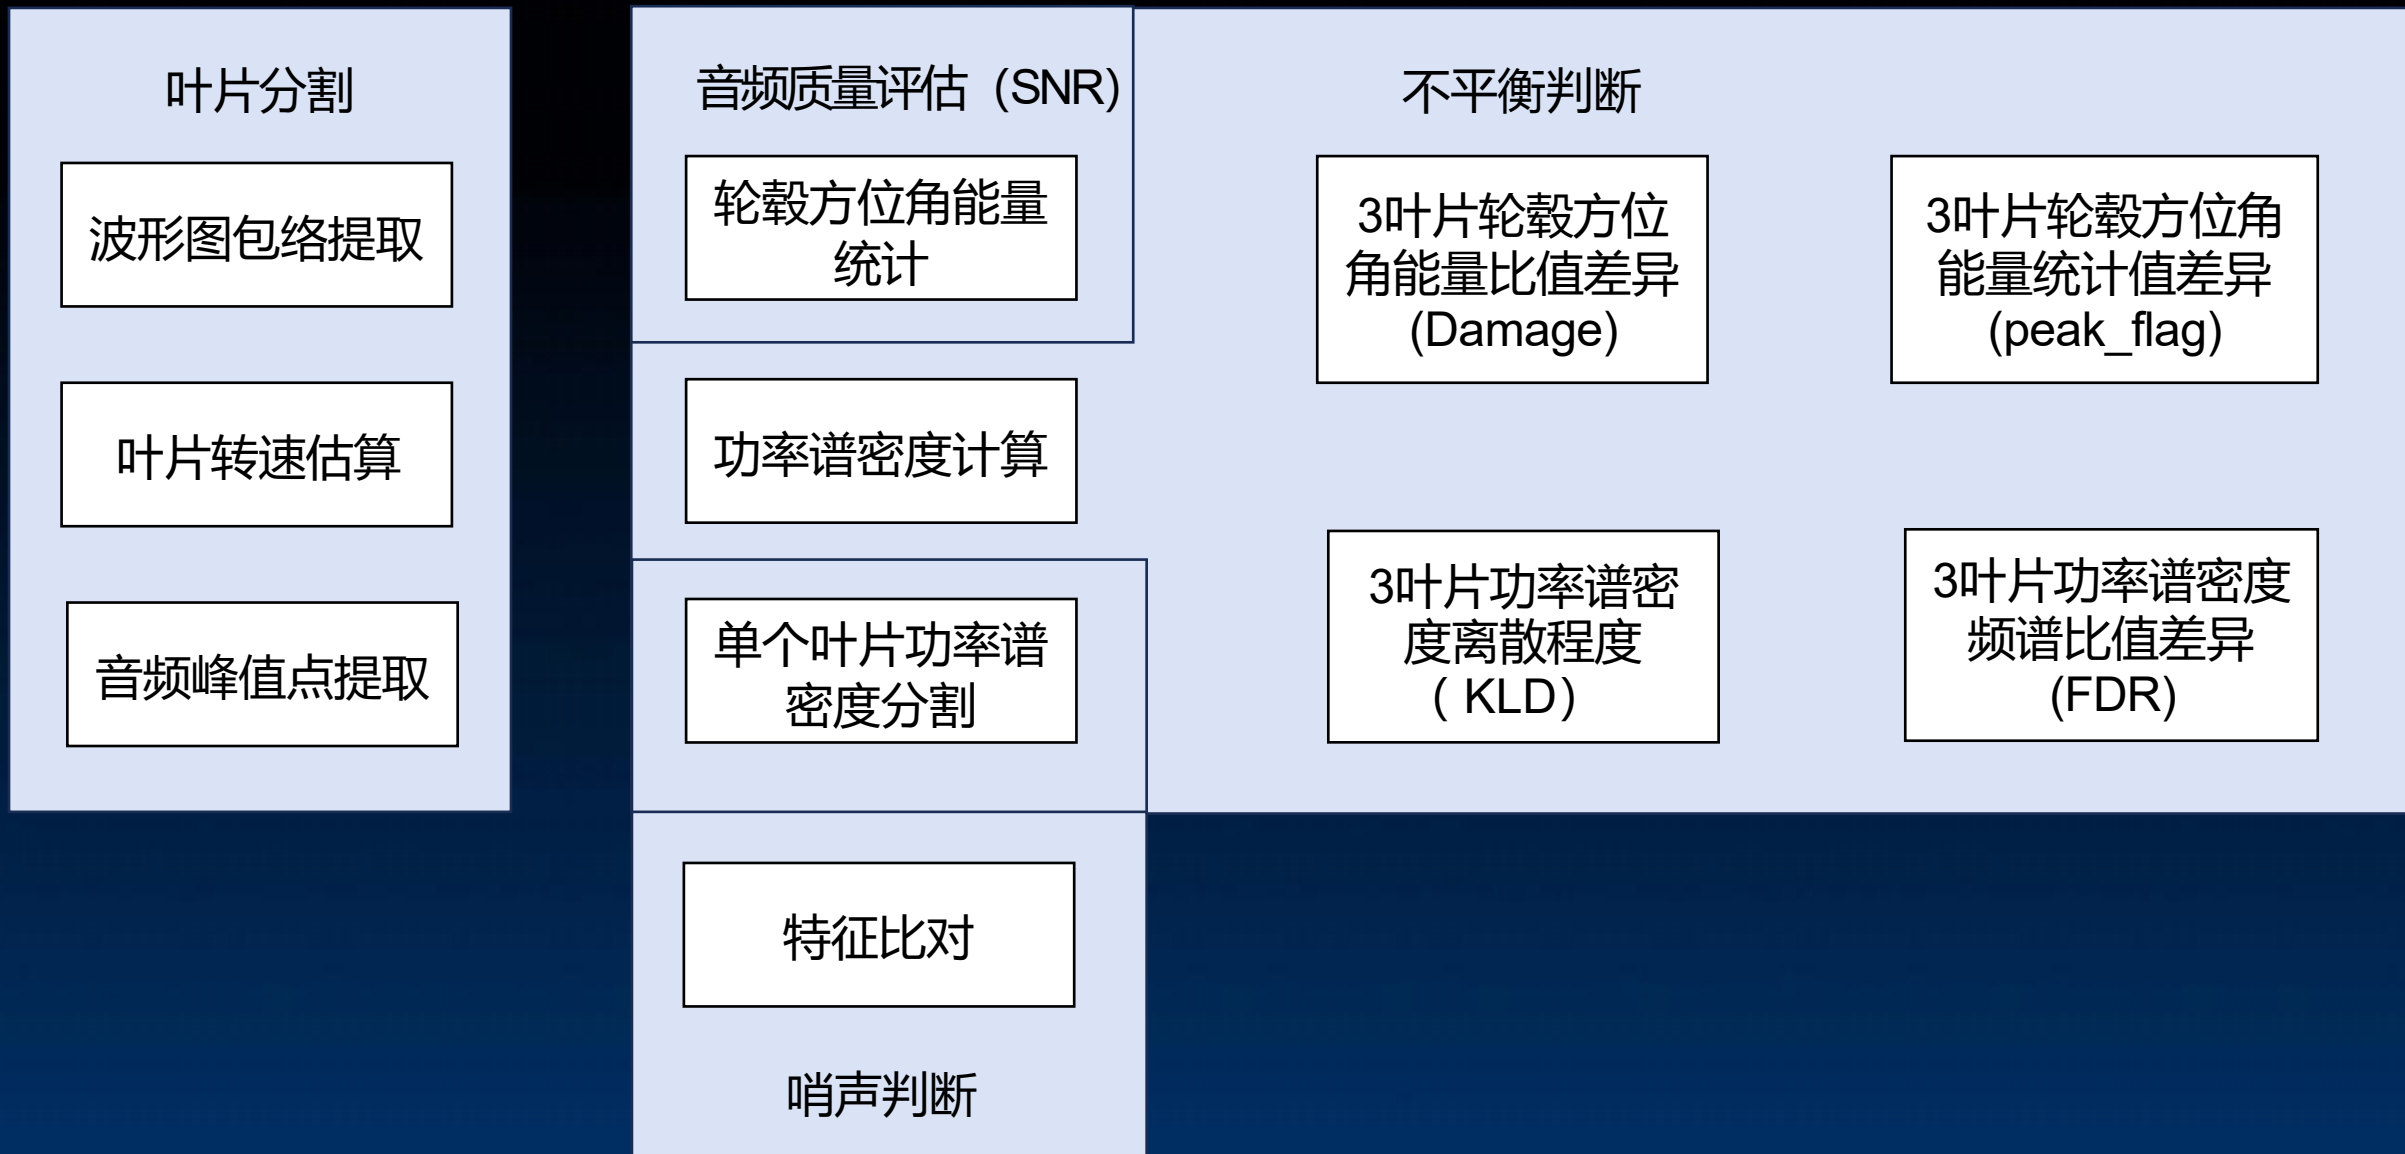 叶片分割
波形图包络提取
叶片转速估算
音频峰值点提取
音频质量评估（SNR）
轮毂方位角能量
统计
功率谱密度计算
单个叶片功率谱
密度分割
特征比对
哨声判断
不平衡判断
3叶片轮毂方位
角能量比值差异
(Damage)
3叶片轮毂方位角
能量统计值差异
(peak_flag)
3叶片功率谱密
度离散程度
（ KLD）
3叶片功率谱密度
频谱比值差异
(FDR)